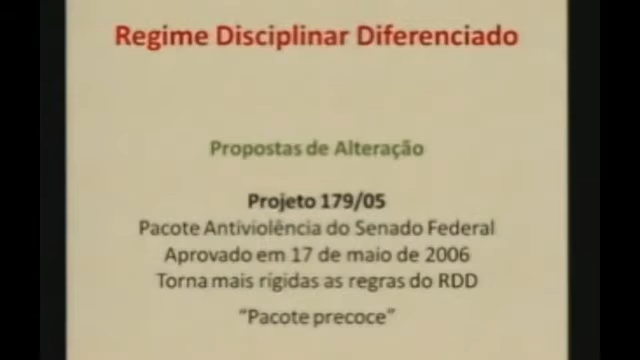 Regime Disciplinar Diferenciado
Propostas de Alteração
Projeto 179/05
Pacote Antiviolência do Senado Federal
Aprovado em 17 de maio de 2006
Torna mais rígidas as regras do RDD
“Pacote precoce”